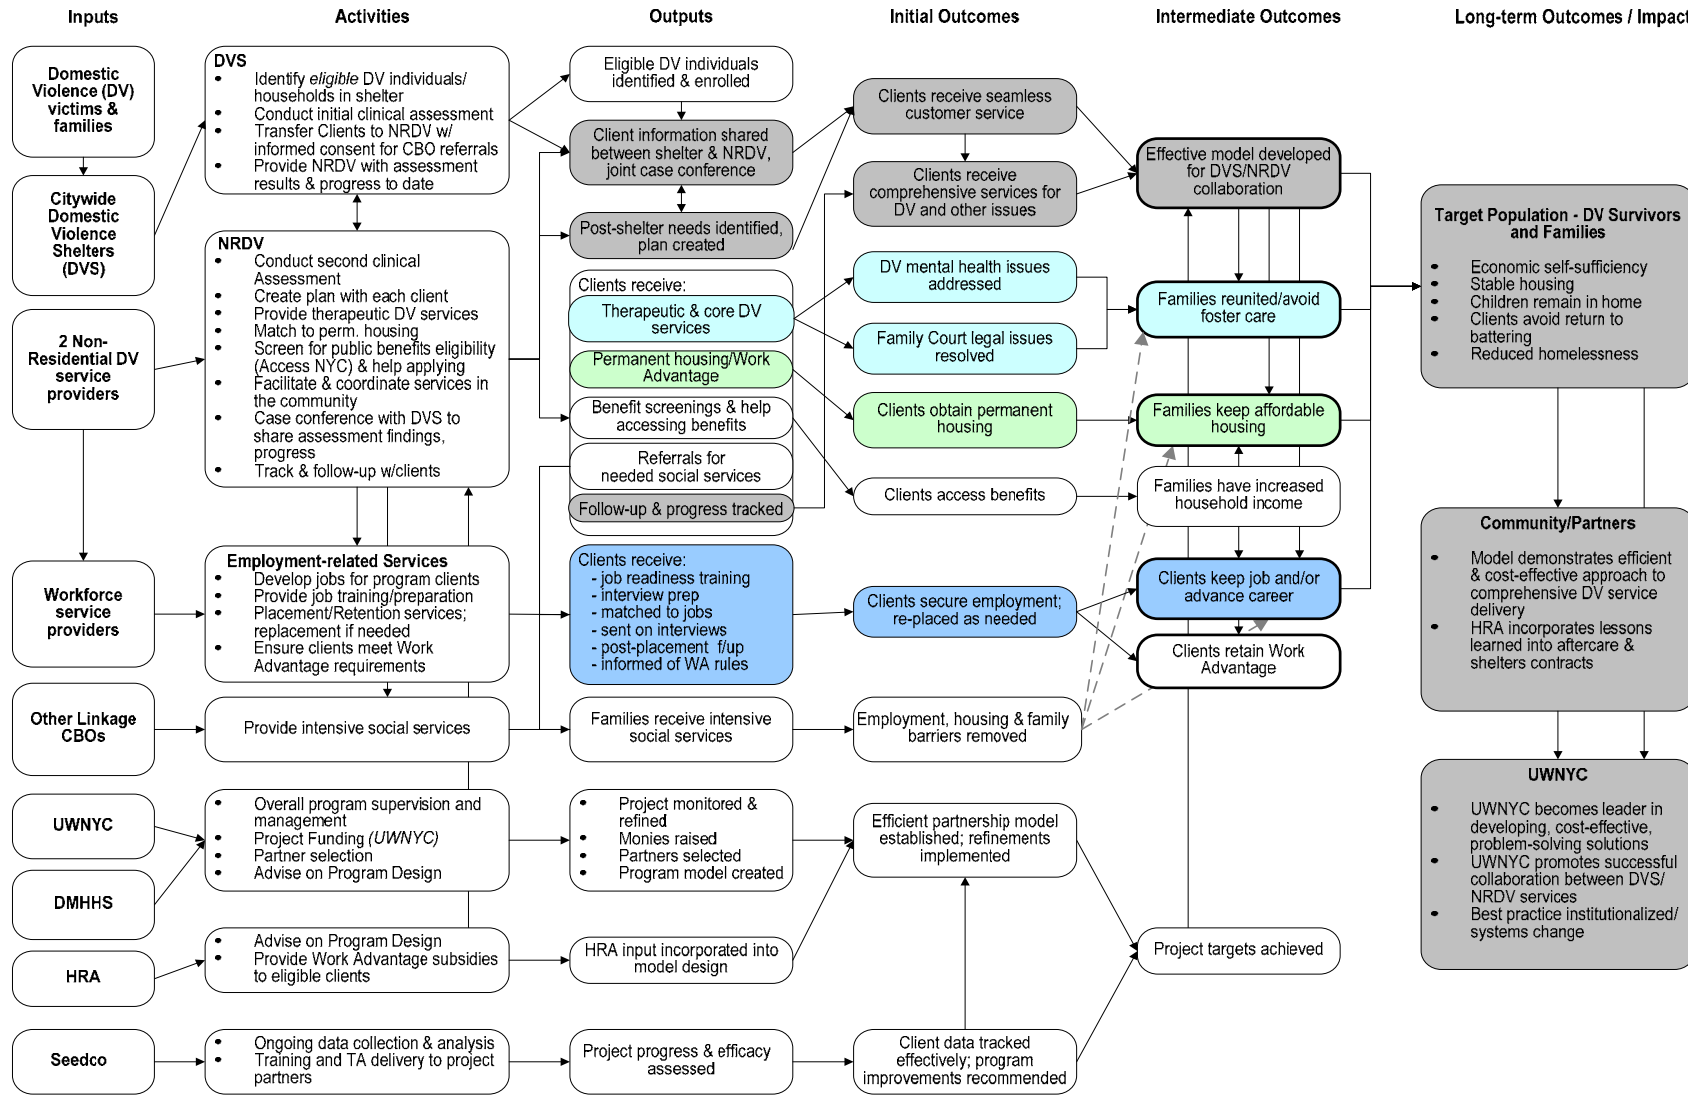 Inputs
Activities
Outputs
Initial Outcomes
Intermediate Outcomes
Long-term Outcomes / Impact
Domestic
Violence (DV)
victims &
families
Citywide
Domestic
Violence
Shelters
(DVS)
2 Non-
Residential DV
service
providers
Workforce
service
providers
Other Linkage
CBOs
UWNYC
DMHHS
HRA
Seedco
DVS
• Identify eligible DV individuals/
households in shelter
• Conduct initial clinical assessment
• Transfer Clients to NRDV w/
informed consent for CBO referrals
• Provide NRDV with assessment
results & progress to date
NRDV
• Conduct second clinical
Assessment
• Create plan with each client
• Provide therapeutic DV services
• Match to perm. housing
• Screen for public benefits eligibility
(Access NYC) & help applying
• Facilitate & coordinate services in
the community
• Case conference with DVS to
share assessment findings,
progress
• Track & follow-up w/clients
Employment-related Services
• Develop jobs for program clients
• Provide job training/preparation
• Placement/Retention services;
replacement if needed
• Ensure clients meet Work
Advantage requirements
Provide intensive social services
• Overall program supervision and
management
• Project Funding (UWNYC)
• Partner selection
• Advise on Program Design
• Advise on Program Design
• Provide Work Advantage subsidies
to eligible clients
• Ongoing data collection & analysis
• Training and TA delivery to project
partners
Eligible DV individuals
identified & enrolled
Client information shared
between shelter & NRDV,
joint case conference
Post-shelter needs identified,
plan created
Clients receive:
Therapeutic & core DV
services
Permanent housing/Work
Advantage
Benefit screenings & help
accessing benefits
Referrals for
needed social services
Follow-up & progress tracked
Clients receive:
- job readiness training
- interview prep
- matched to jobs
- sent on interviews
- post-placement f/up
- informed of WA rules
Families receive intensive
social services
• Project monitored &
refined
• Monies raised
• Partners selected
• Program model created
HRA input incorporated into
model design
Project progress & efficacy
assessed
Clients receive seamless
customer service
Clients receive
comprehensive services for
DV and other issues
DV mental health issues
addressed
Family Court legal issues
resolved
Clients obtain permanent
housing
Clients access benefits
Clients secure employment;
re-placed as needed
Employment, housing & family
barriers removed
Efficient partnership model
established; refinements
implemented
Client data tracked
effectively; program
improvements recommended
Effective model developed
for DVS/NRDV
collaboration
Families reunited/avoid
foster care
Families keep affordable
housing
Families have increased
household income
Clients keep job and/or
advance career
Clients retain Work
Advantage
Project targets achieved
Target Population - DV Survivors
and Families
• Economic self-sufficiency
• Stable housing
• Children remain in home
• Clients avoid return to
battering
• Reduced homelessness
Community/Partners
• Model demonstrates efficient
& cost-effective approach to
comprehensive DV service
delivery
• HRA incorporates lessons
learned into aftercare &
shelters contracts
UWNYC
• UWNYC becomes leader in
developing, cost-effective,
problem-solving solutions
• UWNYC promotes successful
collaboration between DVS/
NRDV services
• Best practice institutionalized/
systems change